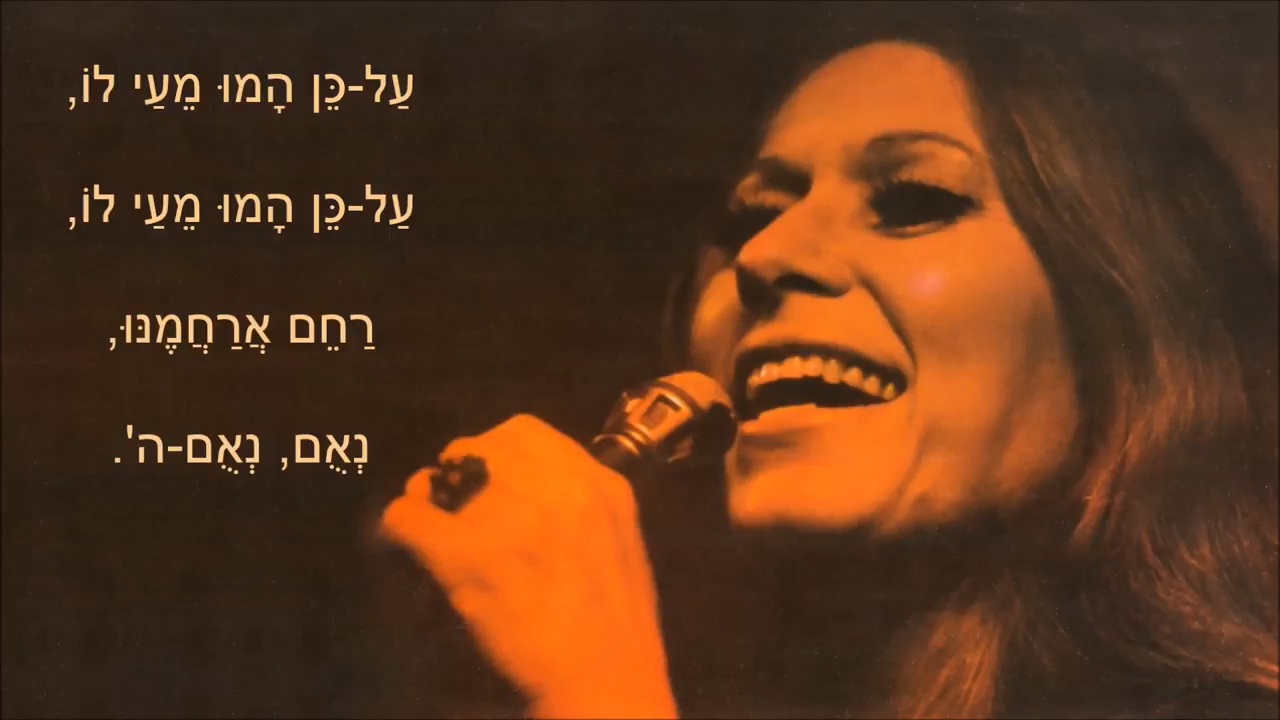 עַל-כֵּן הָמוּ מֵעַי לוֹ,
עַל-כֵּן הָמוּ מֵעַי לוֹ,
רַחֵם אֲרַחֲמֶנּוּ,
נְאֻם, נְאֻם-ה'.